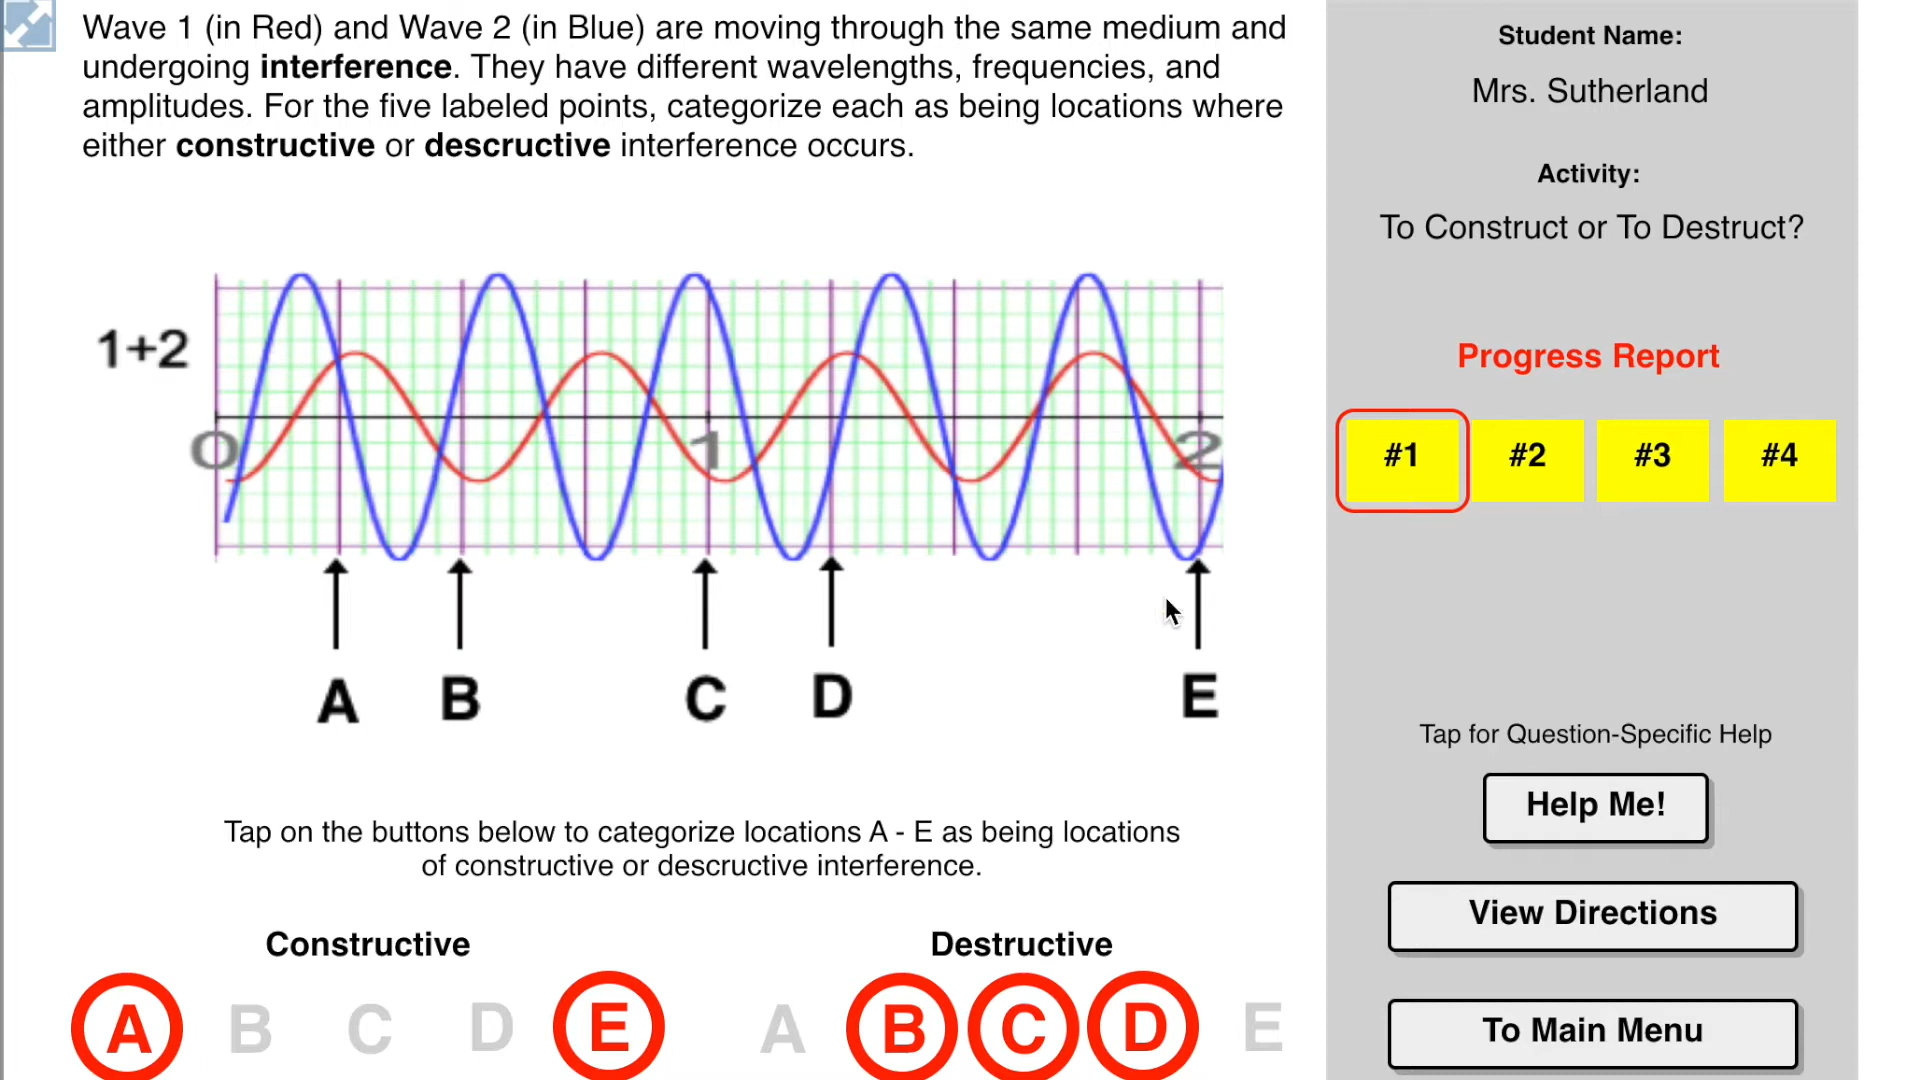 Wave 1 (in Red) and Wave 2 (in Blue) are moving through the same medium and
undergoing interference. They have different wavelengths, frequencies, and
amplitudes. For the five labeled points, categorize each as being locations where
either constructive or descructive interference occurs.
1+2
0 1 2
A B C D E
Tap on the buttons below to categorize locations A - E as being locations
of constructive or descructive interference.
Constructive Destructive
A B C D E A B C D E
Student Name:
Mrs. Sutherland
Activity:
To Construct or To Destruct?
Progress Report
#1 #2 #3 #4
Tap for Question-Specific Help
Help Me!
View Directions
To Main Menu